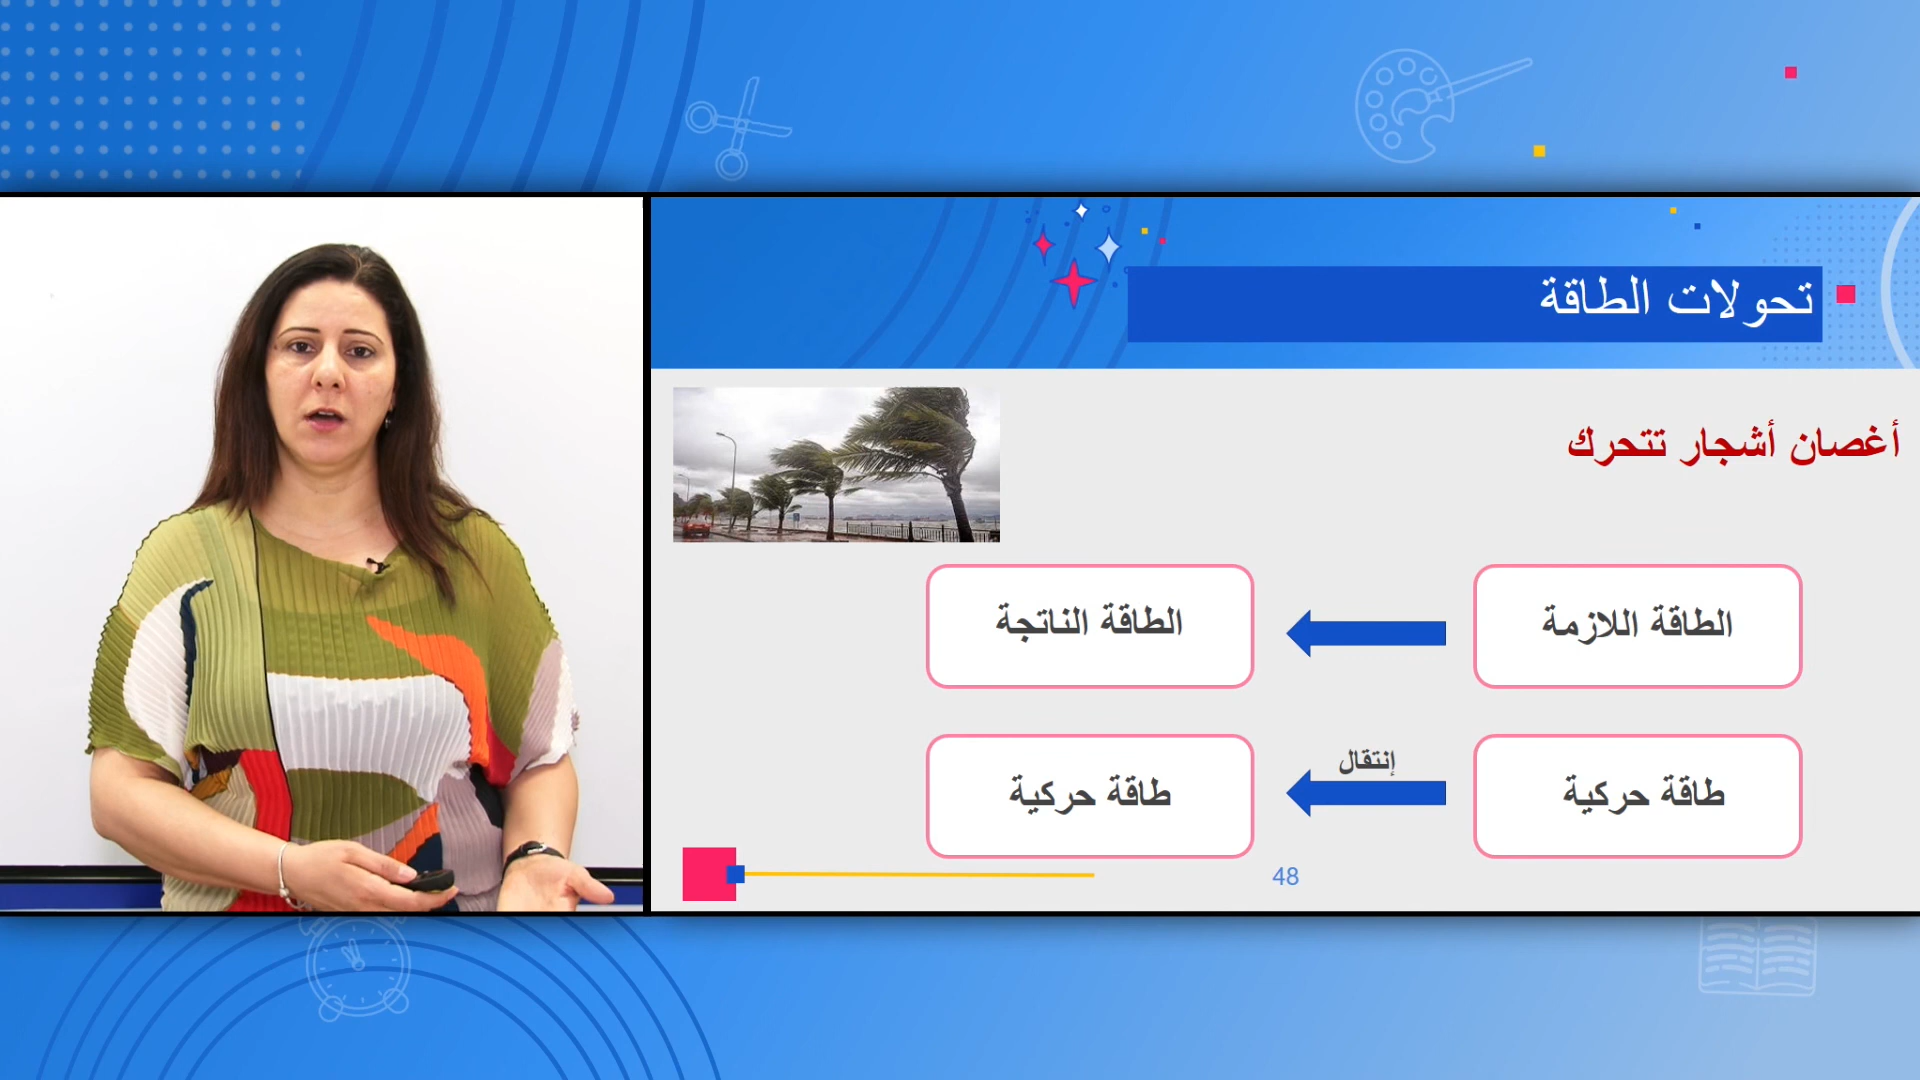 تحولات الطاقة
أغصان أشجار تتحرك
الطاقة اللازمة
الطاقة الناتجة
طاقة حركية
إنتقال
طاقة حركية
48